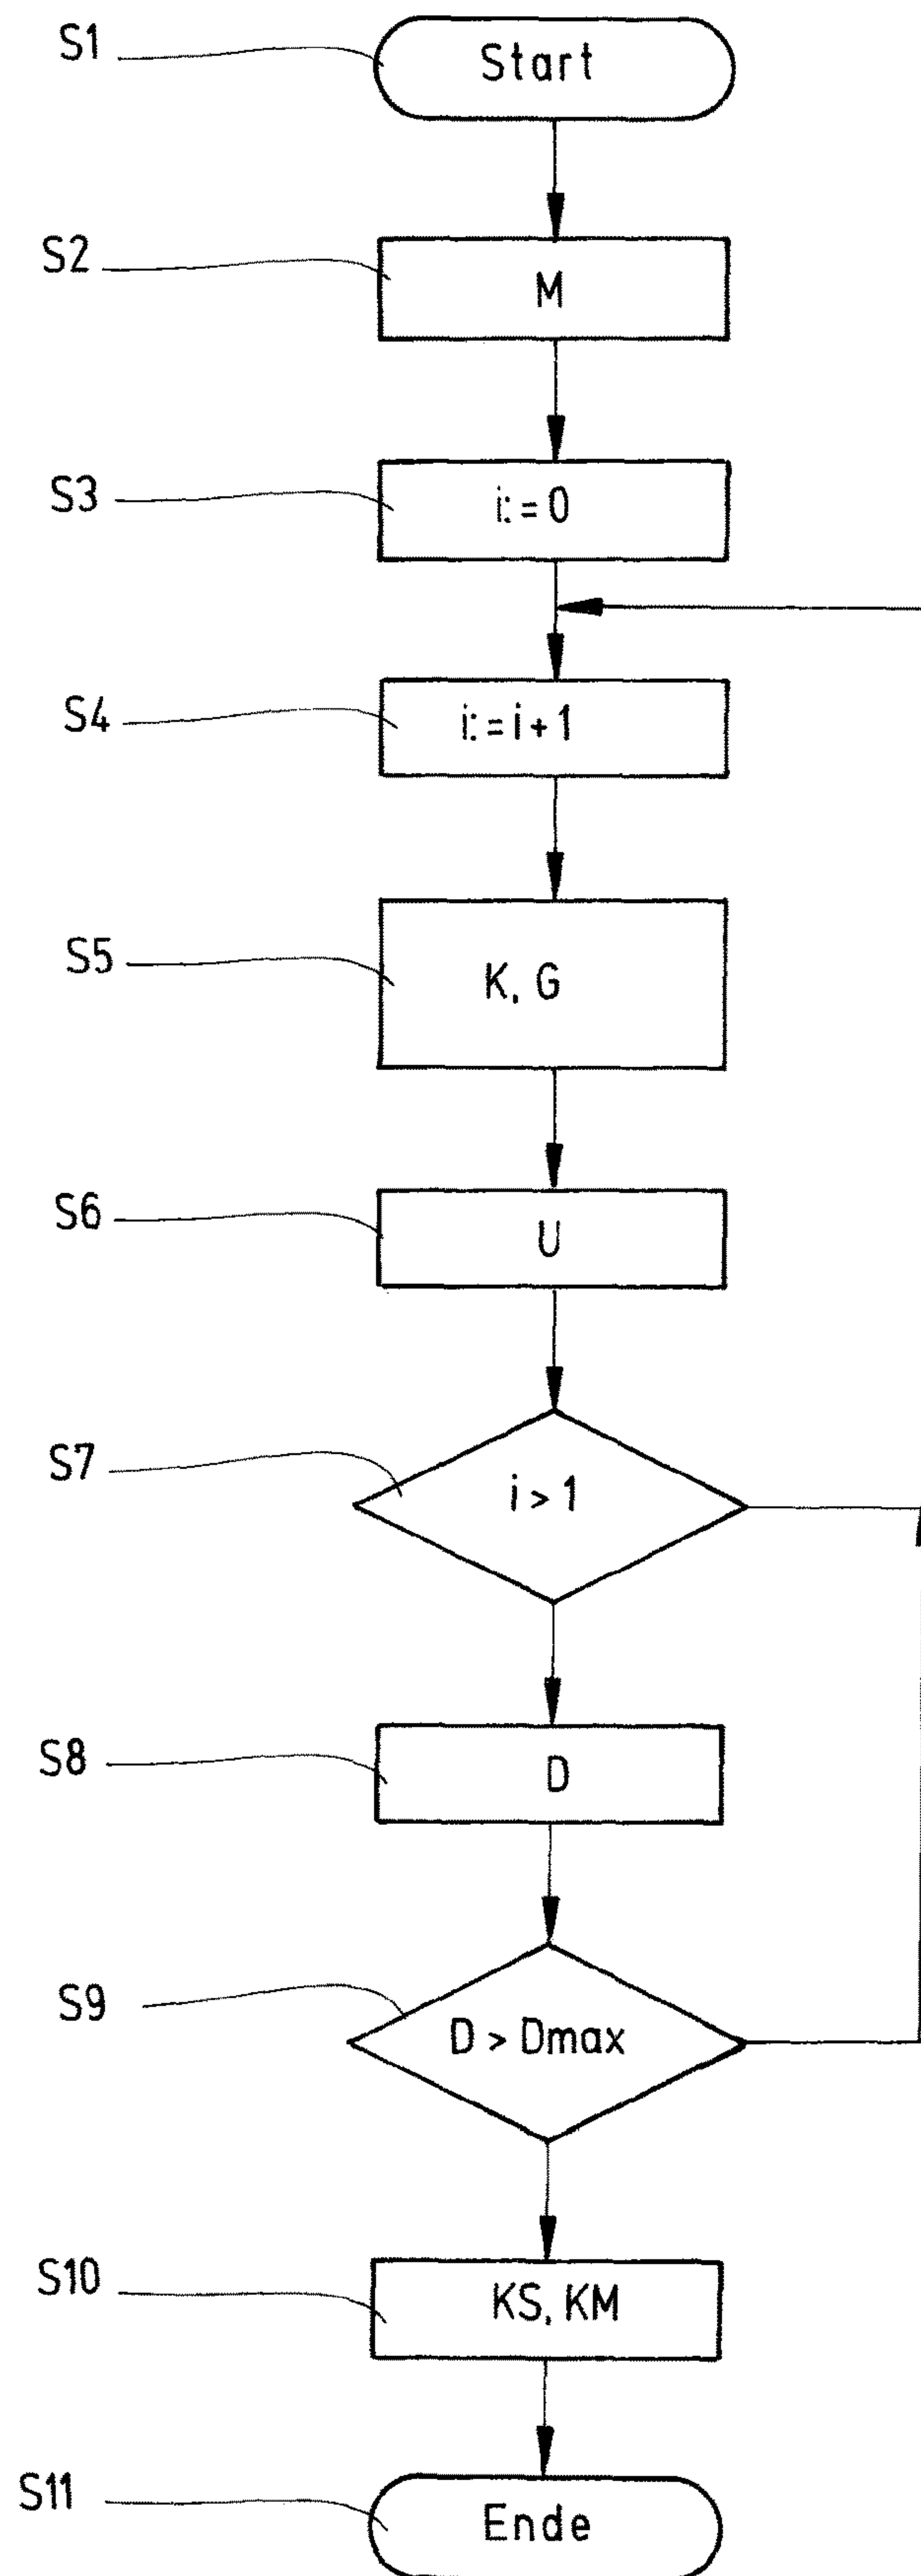 S1 Start
S2 M
S3 i:=0
S4 i:=i+1
S5 K, G
S6 U
S7 i>1
S8 D
S9 D > Dmax
S10 KS, KM
S11 Ende